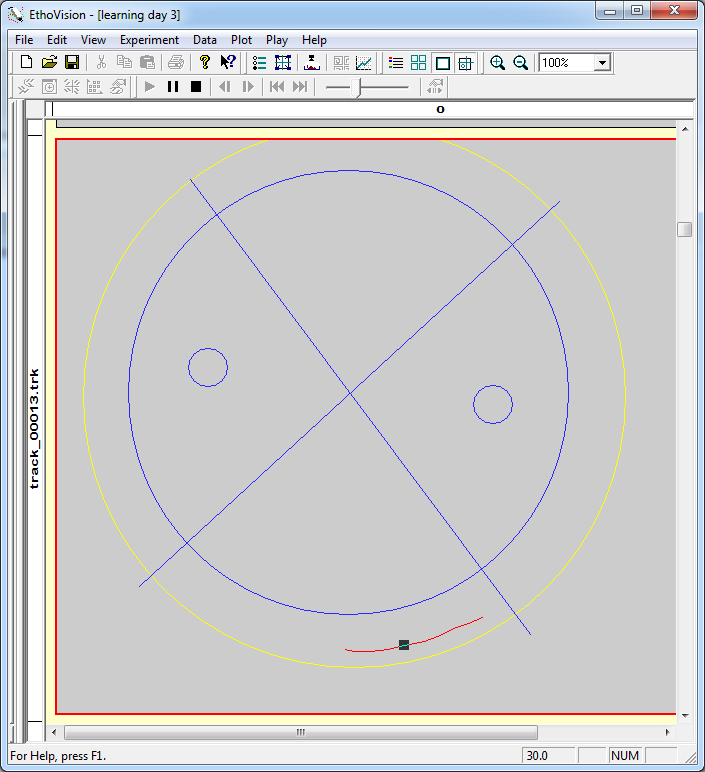 EthoVision - [learning day 3]
File Edit View Experiment Data Plot Play Help
100%
0
track_00013.trk
For Help, press F1.
30.0
NUM